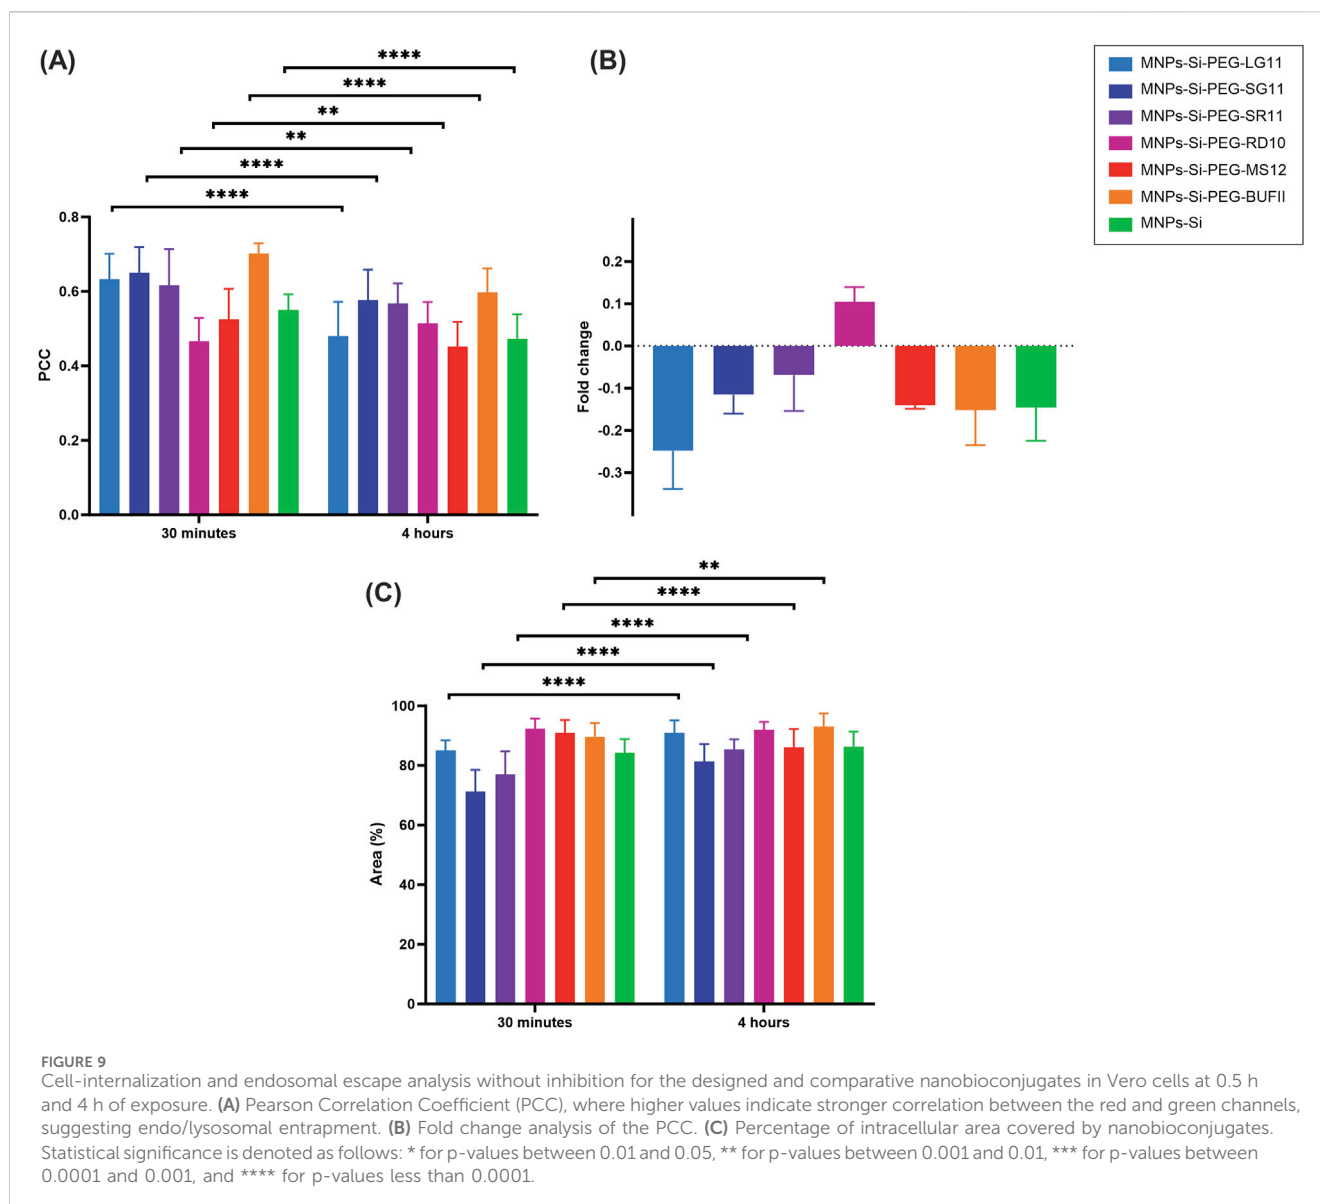 (A)
****
****
**
**
****
****
PCC
0.8
0.6
0.4
0.2
0.0
30 minutes
4 hours
(B)
Fold change
0.2
0.1
0.0
-0.1
-0.2
-0.3
MNPs-Si-PEG-LG11
MNPs-Si-PEG-SG11
MNPs-Si-PEG-SR11
MNPs-Si-PEG-RD10
MNPs-Si-PEG-MS12
MNPs-Si-PEG-BUFII
MNPs-Si
(C)
**
****
****
****
****
Area (%)
100
80
60
40
20
0
30 minutes
4 hours
FIGURE 9
Cell-internalization and endosomal escape analysis without inhibition for the designed and comparative nanobioconjugates in Vero cells at 0.5 h
and 4 h of exposure. (A) Pearson Correlation Coefficient (PCC), where higher values indicate stronger correlation between the red and green channels,
suggesting endo/lysosomal entrapment. (B) Fold change analysis of the PCC. (C) Percentage of intracellular area covered by nanobioconjugates.
Statistical significance is denoted as follows: * for p-values between 0.01 and 0.05, ** for p-values between 0.001 and 0.01, *** for p-values between
0.0001 and 0.001, and **** for p-values less than 0.0001.